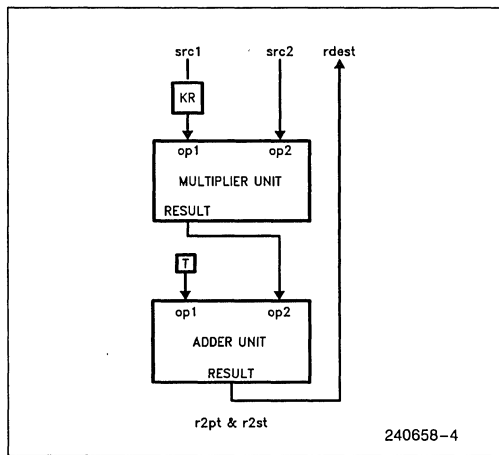 src1 src2 rdest
KR
op1 op2
MULTIPLIER UNIT
RESULT
T
op1 op2
ADDER UNIT
RESULT
r2pt & r2st
240658-4